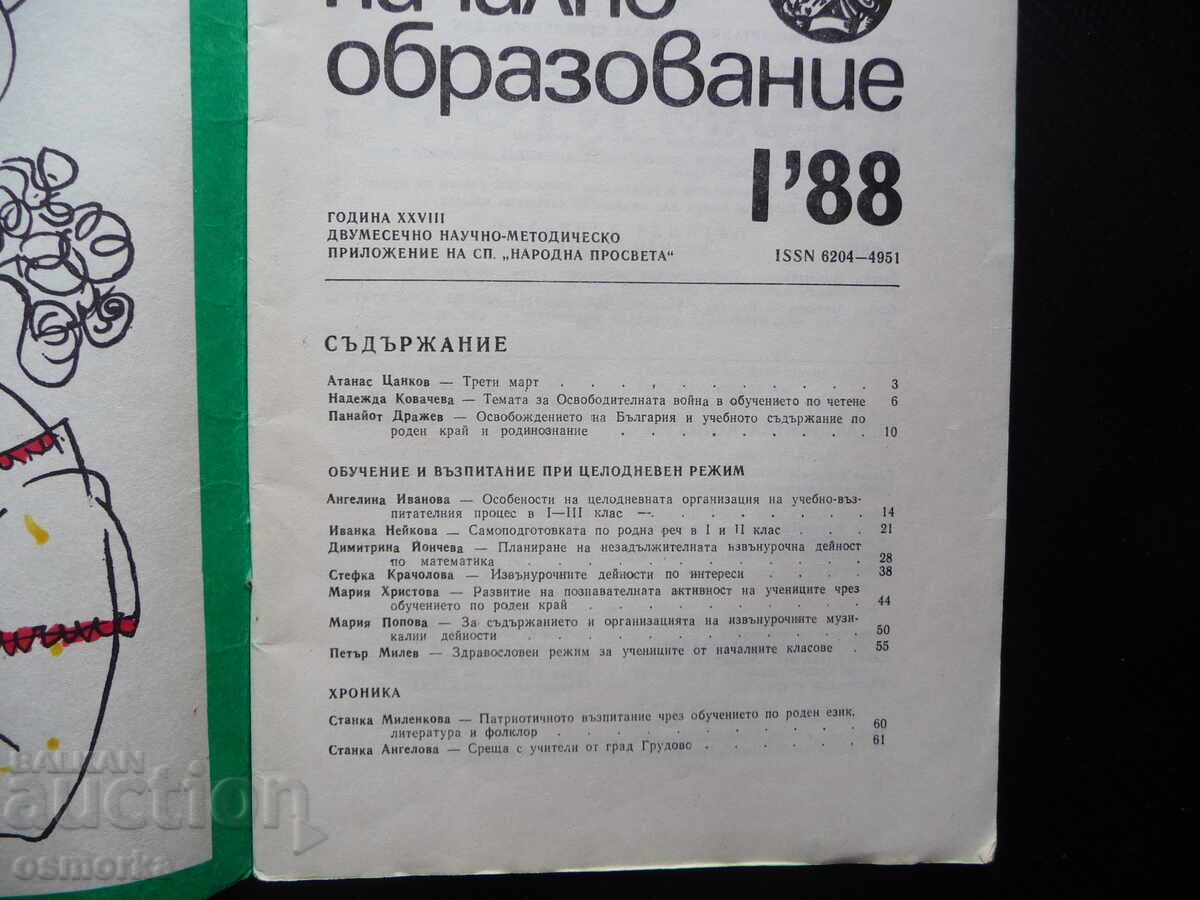 начално
образование
I'88
ГОДИНА XXVIII
ДВУМЕСЕЧНО НАУЧНО-МЕТОДИЧЕСКО
ПРИЛОЖЕНИЕ НА СП. „НАРОДНА ПРОСВЕТА“ ISSN 6204—4951
СЪДЪРЖАНИЕ
Атанас Цанков — Трети март . . . , . . . . . . . 3
Надежда Ковачева — Темата за Освободителната война в обучението по четене 6
Панайот Дражев — Освобождението на България и учебното съдържание по
роден край и родинознание . . . . . . . . 10
ОБУЧЕНИЕ И ВЪЗПИТАНИЕ ПРИ ЦЕЛОДНЕВЕН РЕЖИМ
Ангелина Иванова — Особености на целодневната организация на учебно-въз-
питателния процес в I—III клас —. . . . . . . . 14
Иванка Нейкова — Самоподготовката по родна реч в I и II клас . . . 21
Димитрина Йончева — Планиране на незадължителната извънурочна дейност
по математика . . . . . . . . . . . . 28
Стефка Крачолова — Извънурочните дейности по интереси . . . . 38
Мария Христова — Развитие на познавателната активност на учениците чрез
обучението по роден край . . . . . . . . . 44
Мария Попова — За съдържанието и организацията на извънурочните музи-
кални дейности . . . . . . . . . . . 50
Петър Милев — Здравословен режим за учениците от началните класове . 55
ХРОНИКА
Станка Миленкова — Патриотичното възпитание чрез обучението по роден език,
литература и фолклор . . . . . . . . . . 60
Станка Ангелова — Среща с учители от град Грудово . . . . . 61
BALKAN
auction
osmorka